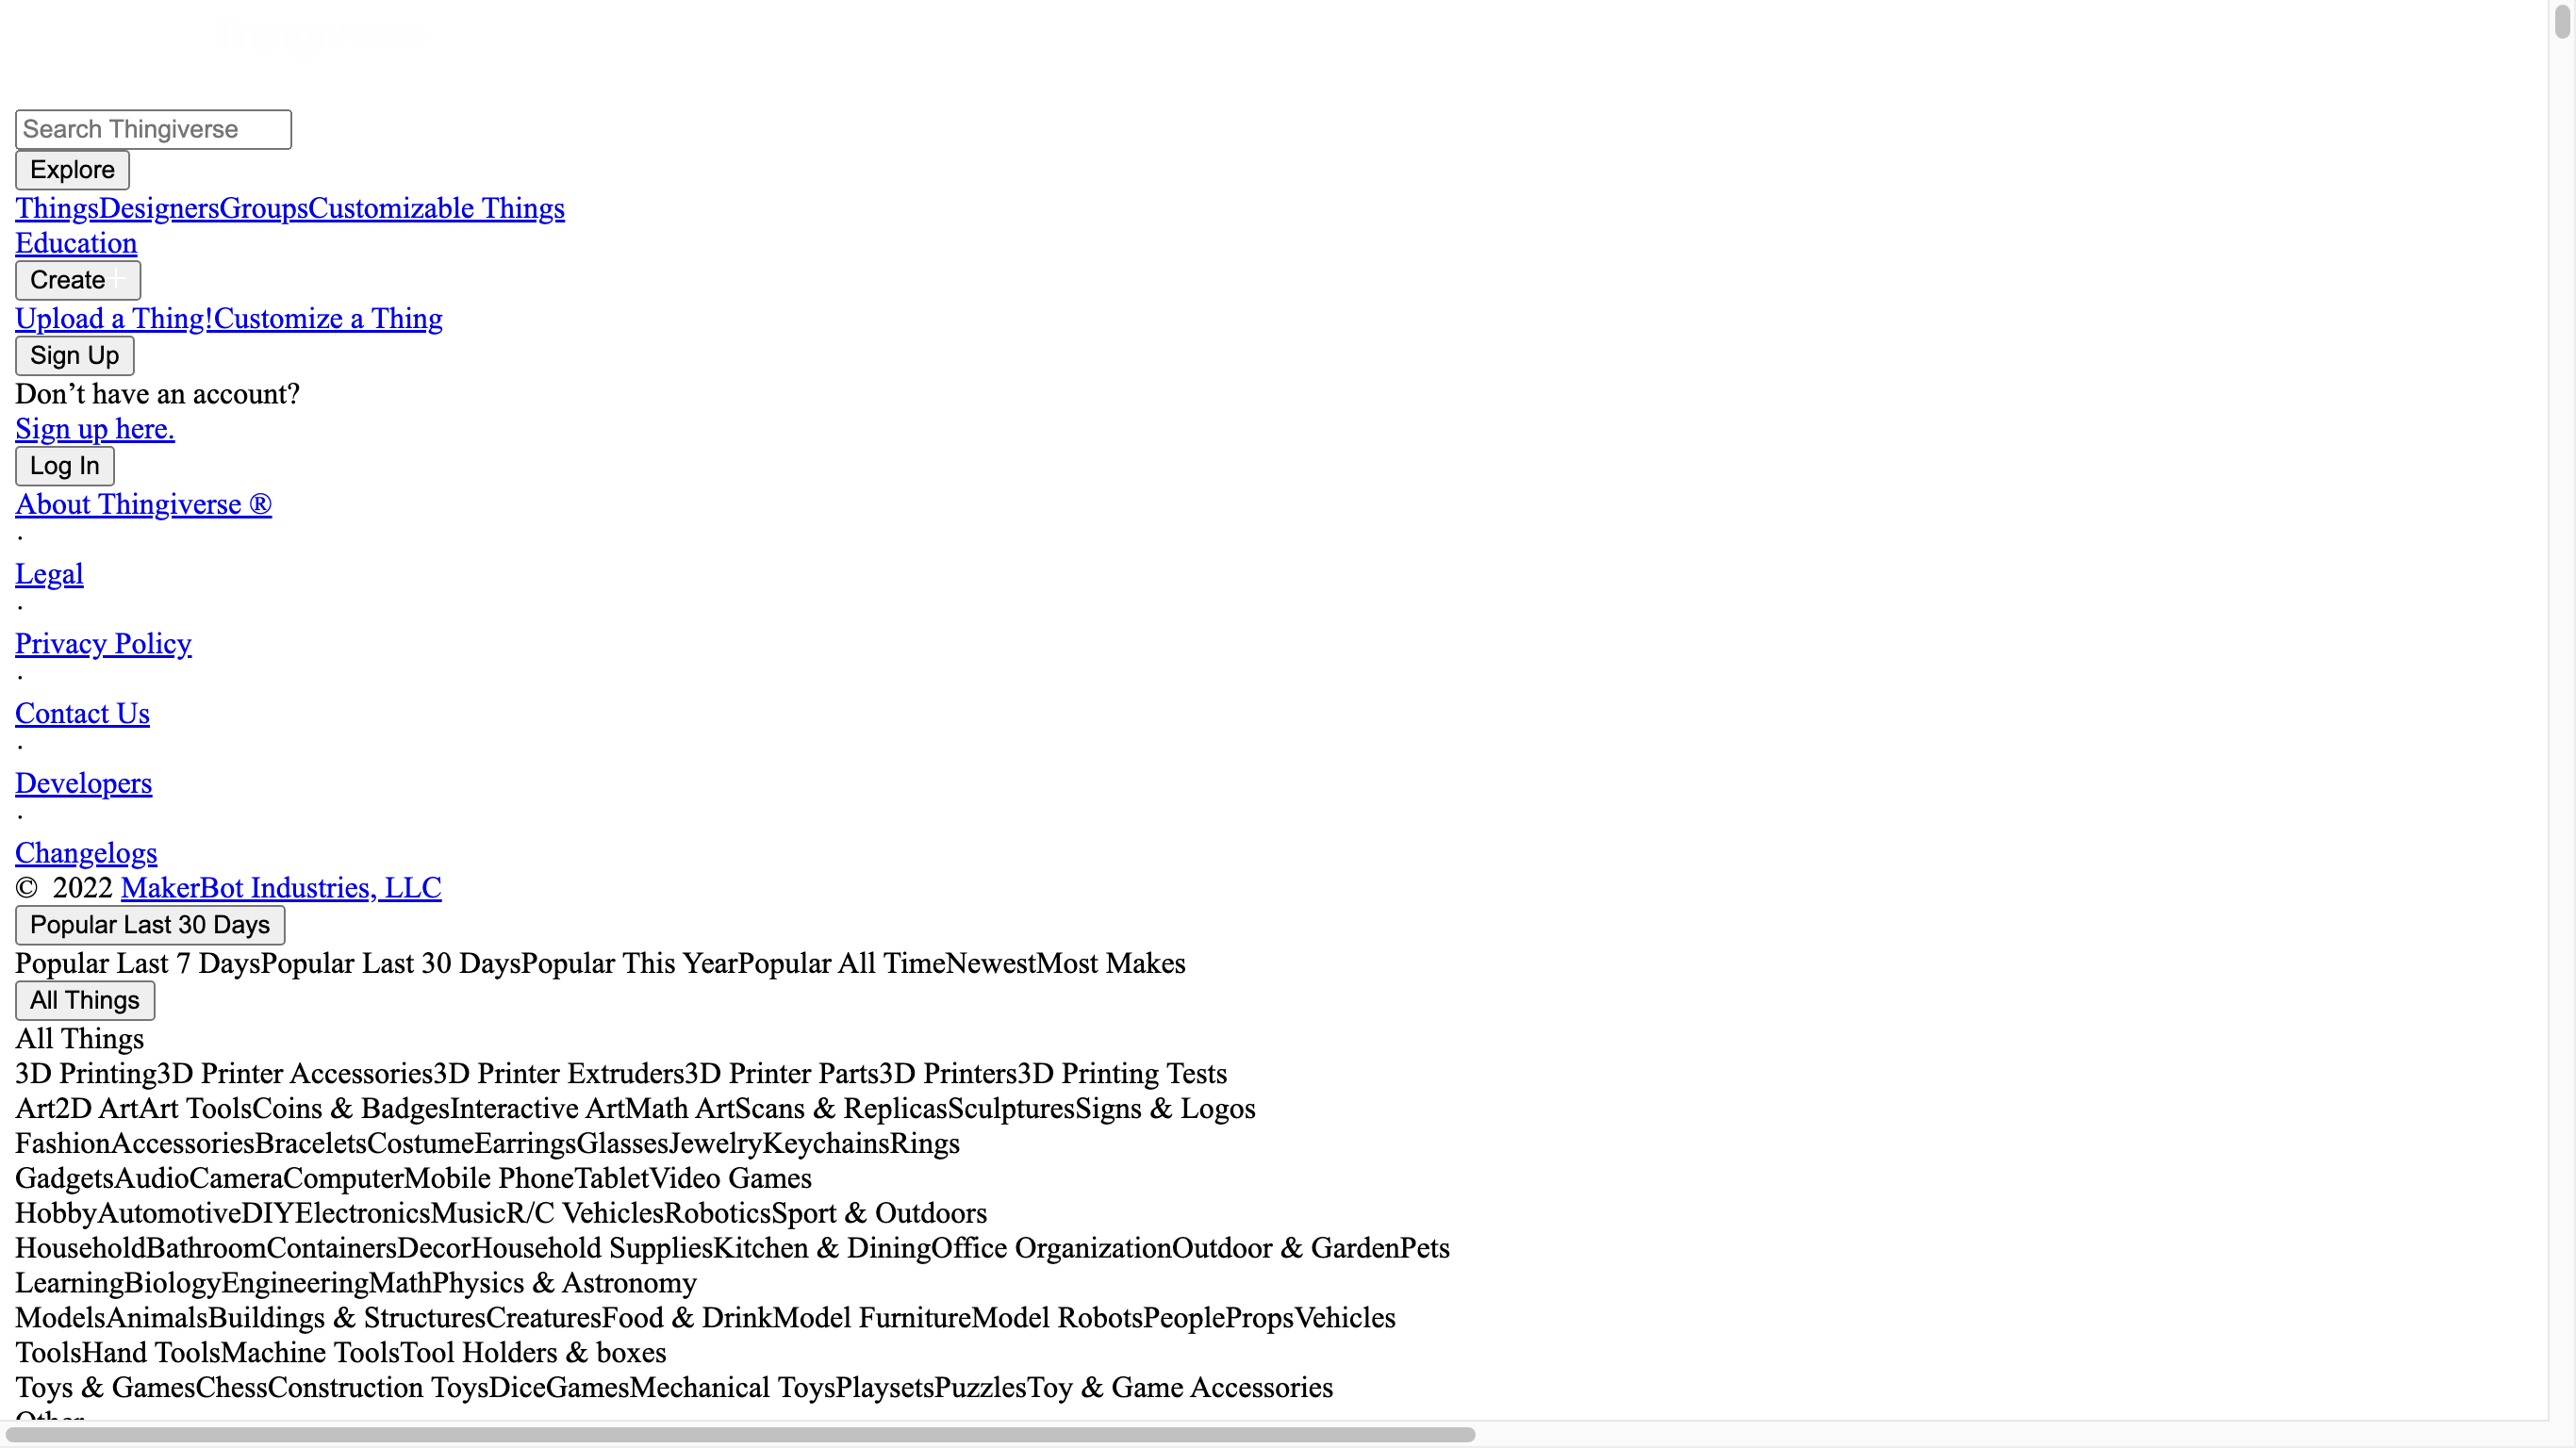 Search Thingiverse
Explore
ThingsDesignersGroupsCustomizable Things
Education
Create+
Upload a Thing!Customize a Thing
Sign Up
Don’t have an account?
Sign up here.
Log In
About Thingiverse ®
·
Legal
·
Privacy Policy
·
Contact Us
·
Developers
·
Changelogs
© 2022 MakerBot Industries, LLC
Popular Last 30 Days
Popular Last 7 DaysPopular Last 30 DaysPopular This YearPopular All TimeNewestMost Makes
All Things
All Things
3D Printing3D Printer Accessories3D Printer Extruders3D Printer Parts3D Printers3D Printing Tests
Art2D ArtArt ToolsCoins & BadgesInteractive ArtMath ArtScans & ReplicasSculpturesSigns & Logos
FashionAccessoriesBraceletsCostumeEarringsGlassesJewelryKeychainsRings
GadgetsAudioCameraComputerMobile PhoneTabletVideo Games
HobbyAutomotiveDIYElectronicsMusicR/C VehiclesRoboticsSport & Outdoors
HouseholdBathroomContainersDecorHousehold SuppliesKitchen & DiningOffice OrganizationOutdoor & GardenPets
LearningBiologyEngineeringMathPhysics & Astronomy
ModelsAnimalsBuildings & StructuresCreaturesFood & DrinkModel FurnitureModel RobotsPeoplePropsVehicles
ToolsHand ToolsMachine ToolsTool Holders & boxes
Toys & GamesChessConstruction ToysDiceGamesMechanical ToysPlaysetsPuzzlesToy & Game Accessories